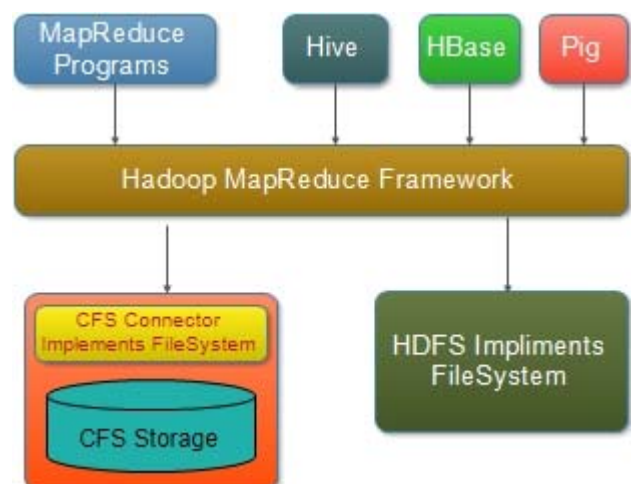 MapReduce
Programs
Hive
HBase
Pig
Hadoop MapReduce Framework
CFS Connector
Implements FileSystem
CFS Storage
HDFS Impliments
FileSystem